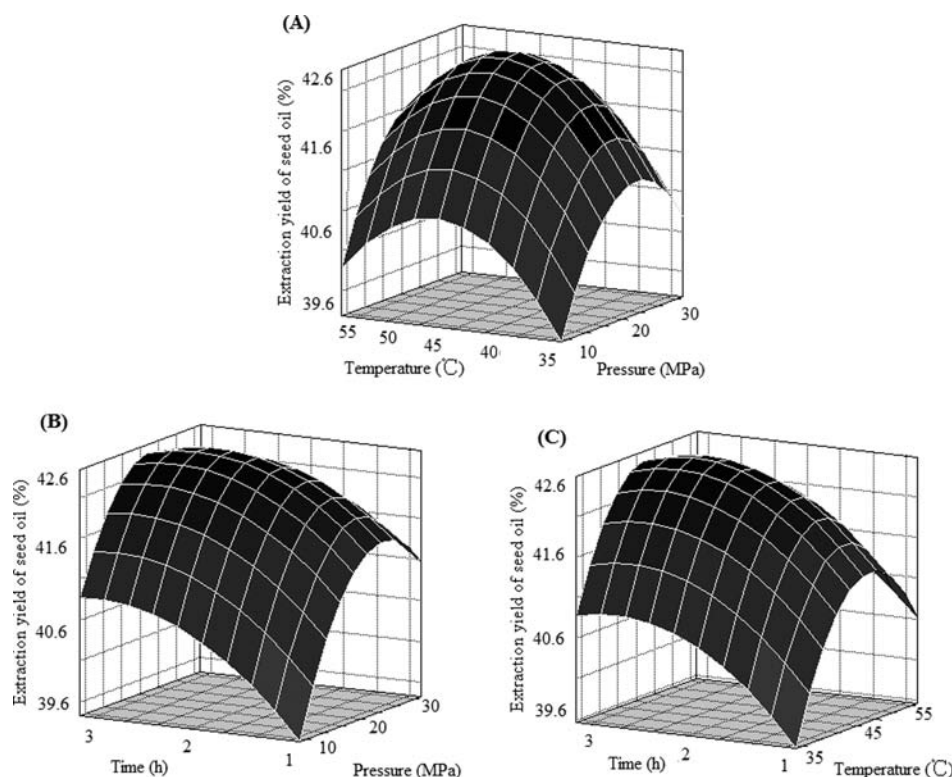 (A)
Extraction yield of seed oil (%)
42.6
41.6
40.6
39.6
55
50
45
40
35
Temperature (℃)
10
20
30
Pressure (MPa)
(B)
Extraction yield of seed oil (%)
42.6
41.6
40.6
39.6
3
2
1
Time (h)
10
20
30
Pressure (MPa)
(C)
Extraction yield of seed oil (%)
42.6
41.6
40.6
39.6
3
2
1
Time (h)
35
45
55
Temperature (℃)